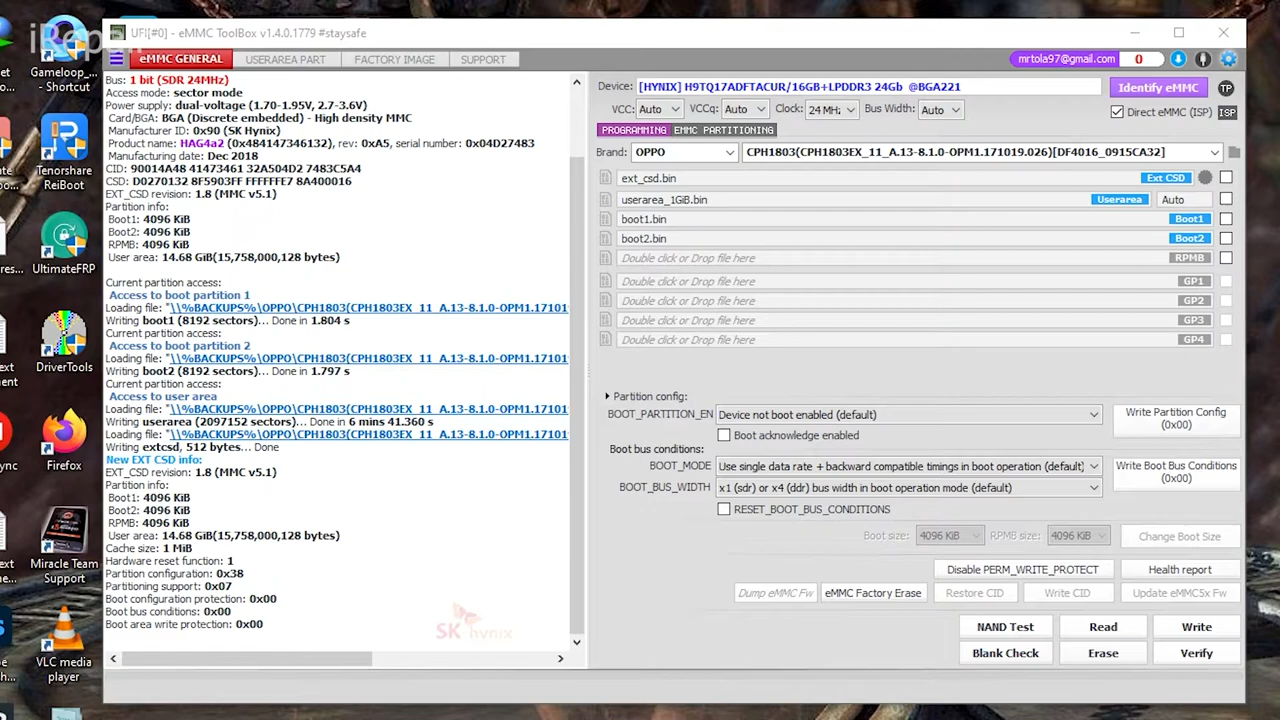 iRepair
UFI[#0] - eMMC ToolBox v1.4.0.1779 #staysafe
eMMC GENERAL
USERAREA PART
FACTORY IMAGE
SUPPORT
mrtola97@gmail.com
0
Gameloop_...
- Shortcut
Tenorshare
ReiBoot
UltimateFRP
DriverTools
Firefox
Miracle Team
Support
VLC media
player
Bus: 1 bit (SDR 24MHz)
Access mode: sector mode
Power supply: dual-voltage (1.70-1.95V, 2.7-3.6V)
Card/BGA: BGA (Discrete embedded) - High density MMC
Manufacturer ID: 0x90 (SK Hynix)
Product name: HAG4a2 (0x484147346132), rev: 0xA5, serial number: 0x04D27483
Manufacturing date: Dec 2018
CID: 90014A48 41473461 32A504D2 7483C5A4
CSD: D0270132 8F5903FF FFFFFFE7 8A400016
EXT_CSD revision: 1.8 (MMC v5.1)
Partition info:
Boot1: 4096 KiB
Boot2: 4096 KiB
RPMB: 4096 KiB
User area: 14.68 GiB(15,758,000,128 bytes)
Current partition access:
Access to boot partition 1
Loading file: "\\%BACKUPS%\OPPO\CPH1803(CPH1803EX_11_A.13-8.1.0-OPM1.17101
Writing boot1 (8192 sectors)... Done in 1.804 s
Current partition access:
Access to boot partition 2
Loading file: "\\%BACKUPS%\OPPO\CPH1803(CPH1803EX_11_A.13-8.1.0-OPM1.17101
Writing boot2 (8192 sectors)... Done in 1.797 s
Current partition access:
Access to user area
Loading file: "\\%BACKUPS%\OPPO\CPH1803(CPH1803EX_11_A.13-8.1.0-OPM1.17101
Writing userarea (2097152 sectors)... Done in 6 mins 41.360 s
Loading file: "\\%BACKUPS%\OPPO\CPH1803(CPH1803EX_11_A.13-8.1.0-OPM1.17101
Writing extcsd, 512 bytes... Done
New EXT CSD info:
EXT_CSD revision: 1.8 (MMC v5.1)
Partition info:
Boot1: 4096 KiB
Boot2: 4096 KiB
RPMB: 4096 KiB
User area: 14.68 GiB(15,758,000,128 bytes)
Cache size: 1 MiB
Hardware reset function: 1
Partition configuration: 0x38
Partitioning support: 0x07
Boot configuration protection: 0x00
Boot bus conditions: 0x00
Boot area write protection: 0x00
SK hynix
Device: [HYNIX] H9TQ17ADFTACUR/16GB+LPDDR3 24Gb @BGA221
Identify eMMC
TP
VCC: Auto VCCq: Auto Clock: 24 MHz Bus Width: Auto
Direct eMMC (ISP)
ISP
PROGRAMMING EMMC PARTITIONING
Brand: OPPO
CPH1803(CPH1803EX_11_A.13-8.1.0-OPM1.171019.026)[DF4016_0915CA32]
ext_csd.bin Ext CSD
userarea_1GiB.bin Userarea Auto
boot1.bin Boot1
boot2.bin Boot2
Double click or Drop file here RPMB
Double click or Drop file here GP1
Double click or Drop file here GP2
Double click or Drop file here GP3
Double click or Drop file here GP4
Partition config:
BOOT_PARTITION_EN Device not boot enabled (default)
Write Partition Config
(0x00)
Boot acknowledge enabled
Boot bus conditions:
BOOT_MODE Use single data rate + backward compatible timings in boot operation (default)
Write Boot Bus Conditions
(0x00)
BOOT_BUS_WIDTH x1 (sdr) or x4 (ddr) bus width in boot operation mode (default)
RESET_BOOT_BUS_CONDITIONS
Boot size: 4096 KiB RPMB size: 4096 KiB Change Boot Size
Disable PERM_WRITE_PROTECT Health report
Dump eMMC Fw eMMC Factory Erase Restore CID Write CID Update eMMC5x Fw
NAND Test Read Write
Blank Check Erase Verify